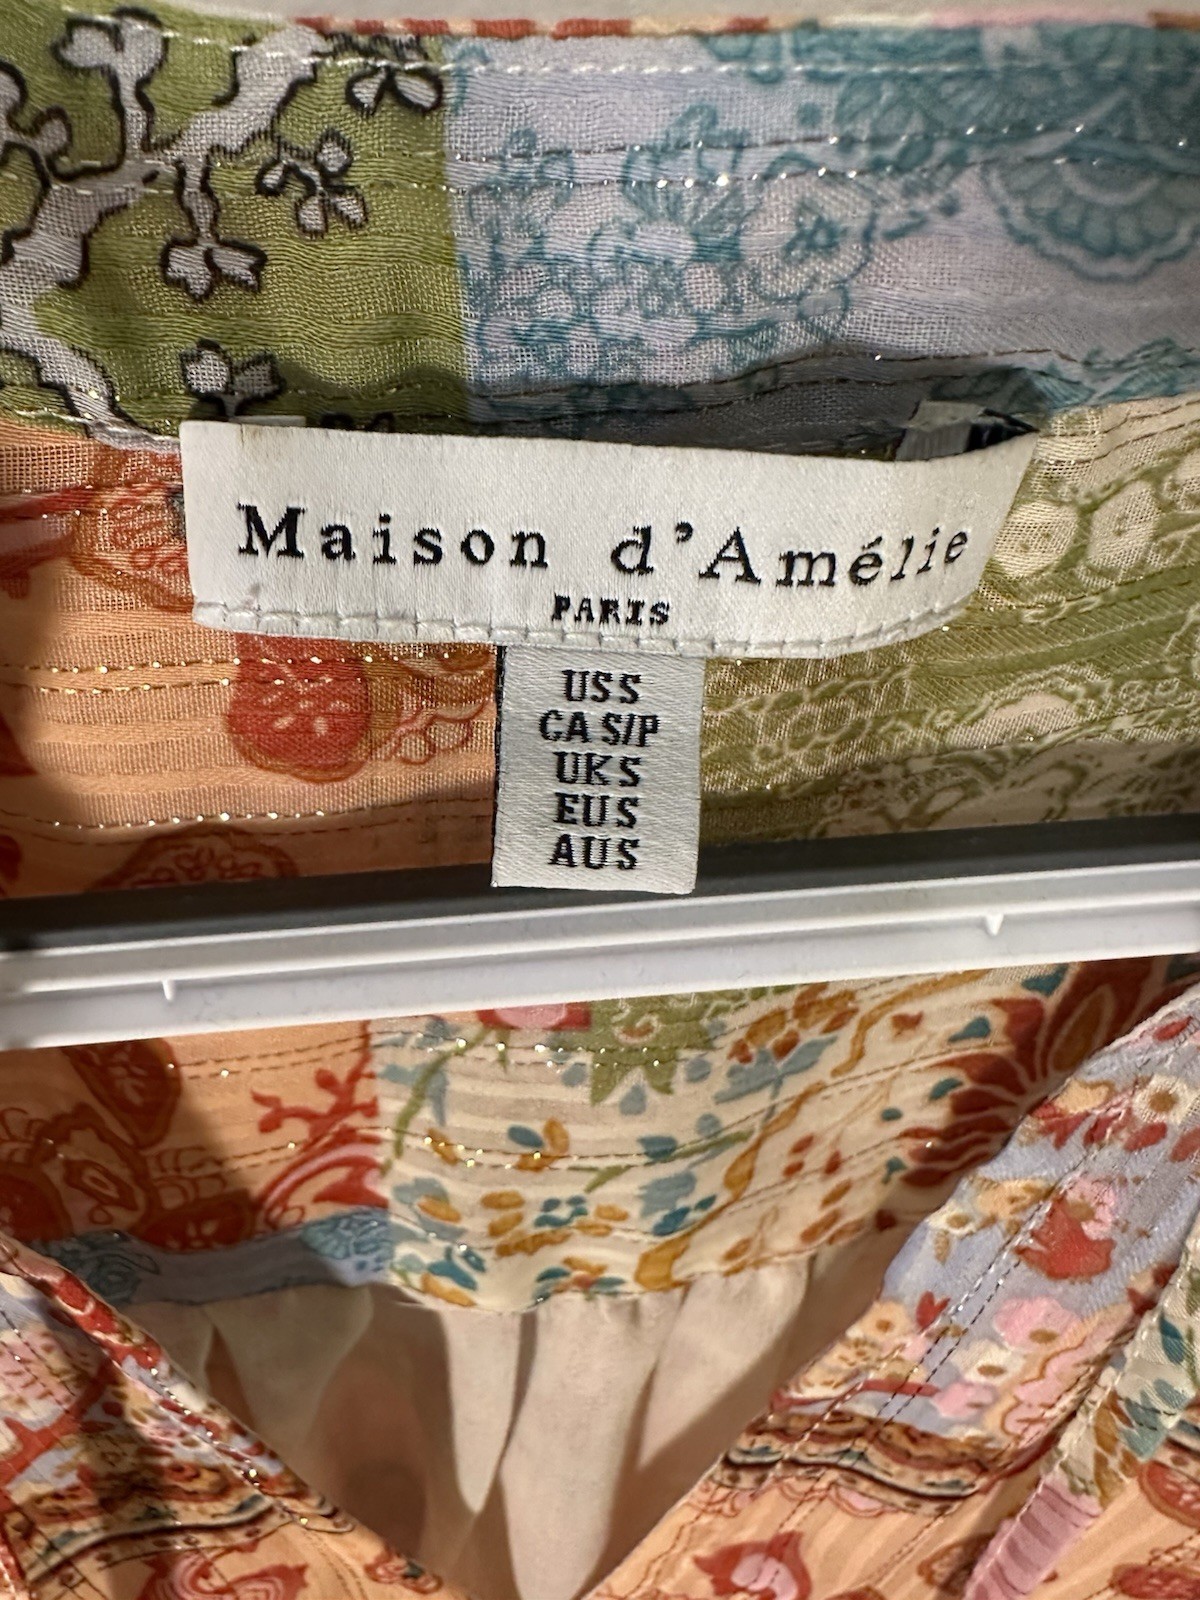 Maison d'Amélie
PARIS
US S
CA S/P
UK S
EU S
AU S